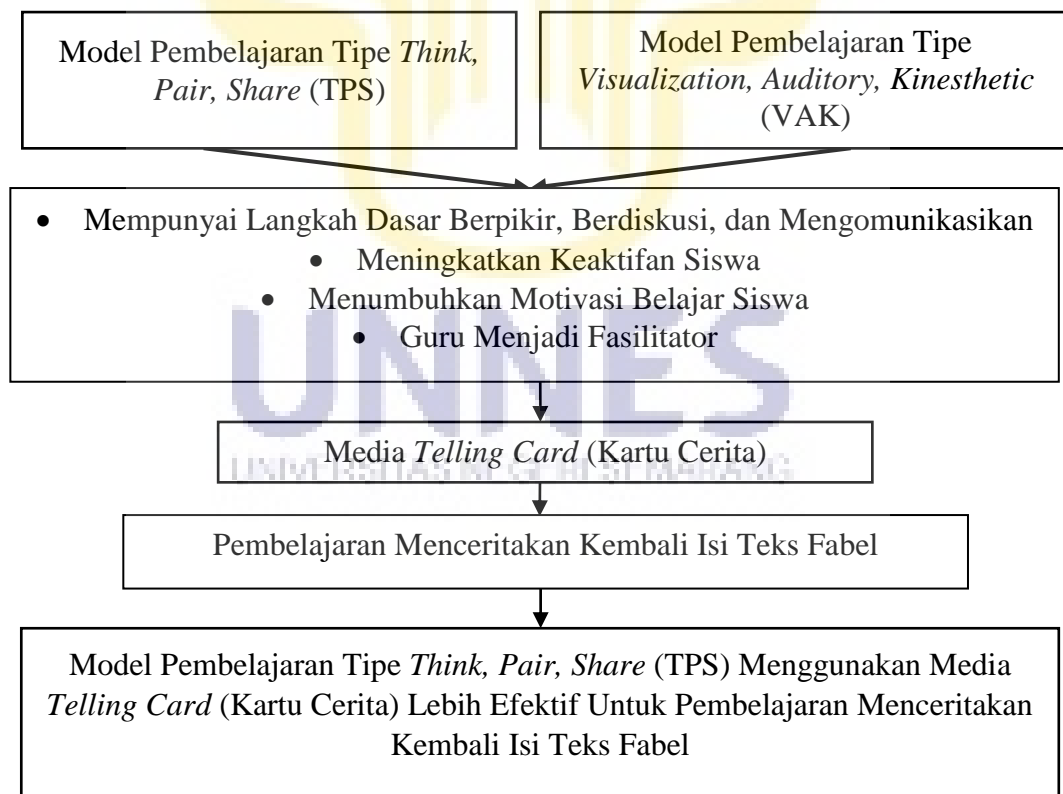 Model Pembelajaran Tipe Think,
Pair, Share (TPS)
Model Pembelajaran Tipe
Visualization, Auditory, Kinesthetic
(VAK)
• Mempunyai Langkah Dasar Berpikir, Berdiskusi, dan Mengomunikasikan
• Meningkatkan Keaktifan Siswa
• Menumbuhkan Motivasi Belajar Siswa
• Guru Menjadi Fasilitator
UNNES
Media Telling Card (Kartu Cerita)
UNIVERSITAS NEGERI SEMARANG
Pembelajaran Menceritakan Kembali Isi Teks Fabel
Model Pembelajaran Tipe Think, Pair, Share (TPS) Menggunakan Media
Telling Card (Kartu Cerita) Lebih Efektif Untuk Pembelajaran Menceritakan
Kembali Isi Teks Fabel